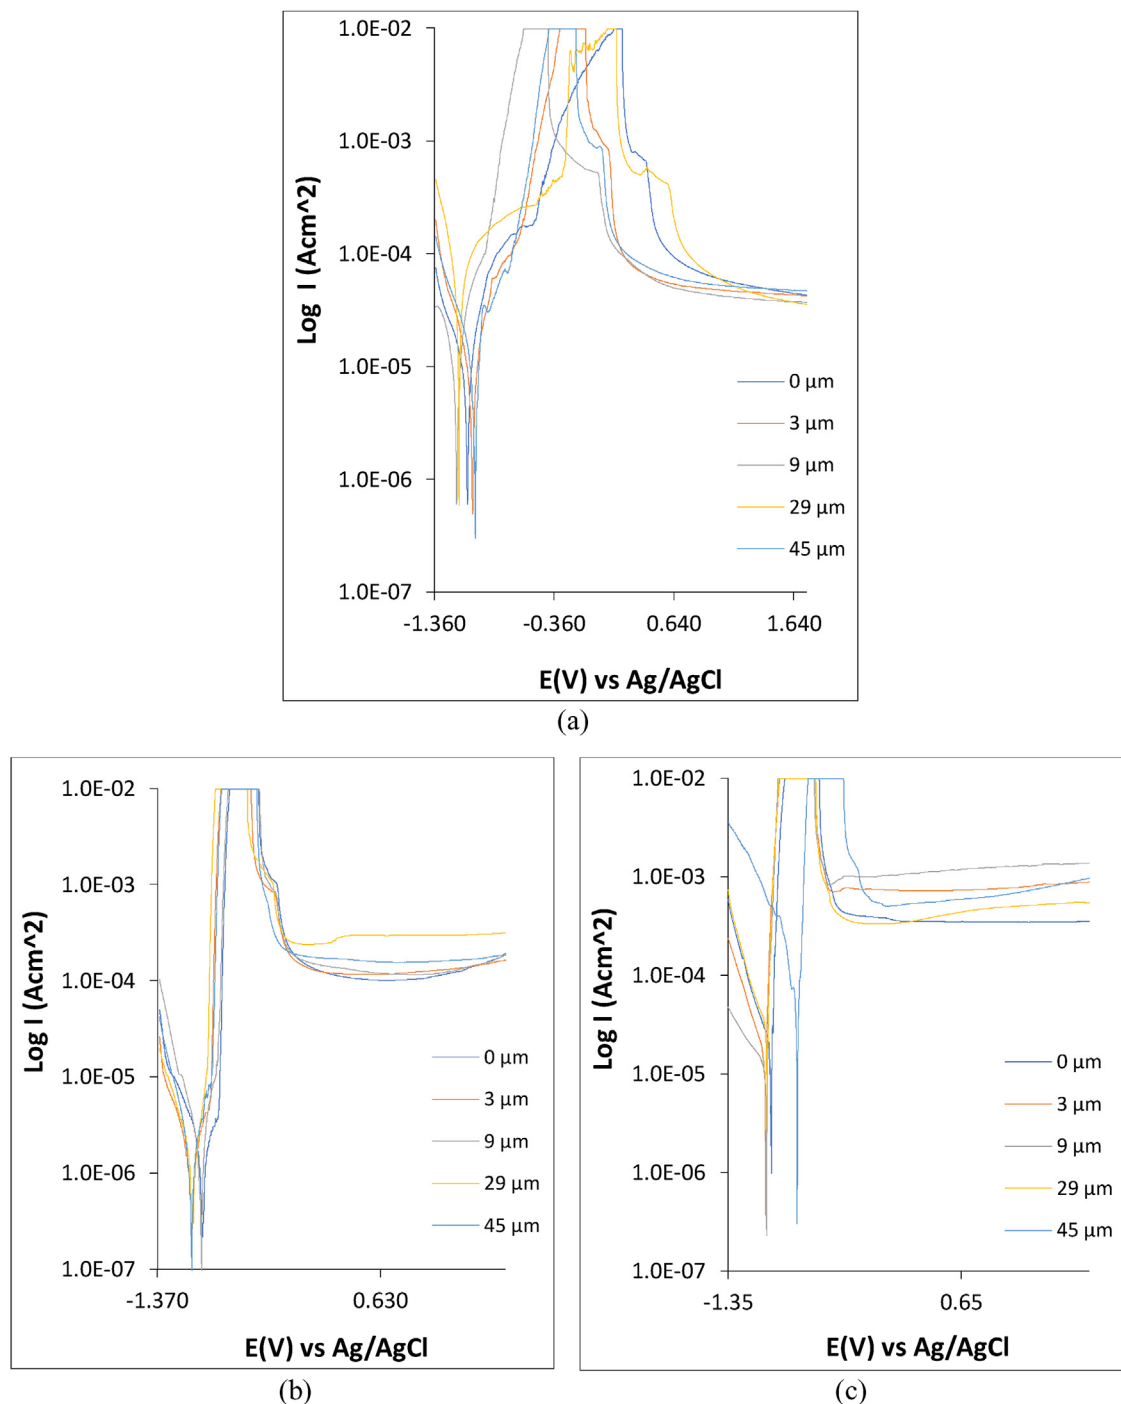 1.0E-02
1.0E-03
1.0E-04
1.0E-05
1.0E-06
1.0E-07
Log I (Acm^2)
0 µm
3 µm
9 µm
29 µm
45 µm
-1.360 -0.360 0.640 1.640
E(V) vs Ag/AgCl
(a)
1.0E-02
1.0E-03
1.0E-04
1.0E-05
1.0E-06
1.0E-07
Log I (Acm^2)
0 µm
3 µm
9 µm
29 µm
45 µm
-1.370 0.630
E(V) vs Ag/AgCl
(b)
1.0E-02
1.0E-03
1.0E-04
1.0E-05
1.0E-06
1.0E-07
Log I (Acm^2)
0 µm
3 µm
9 µm
29 µm
45 µm
-1.35 0.65
E(V) vs Ag/AgCl
(c)